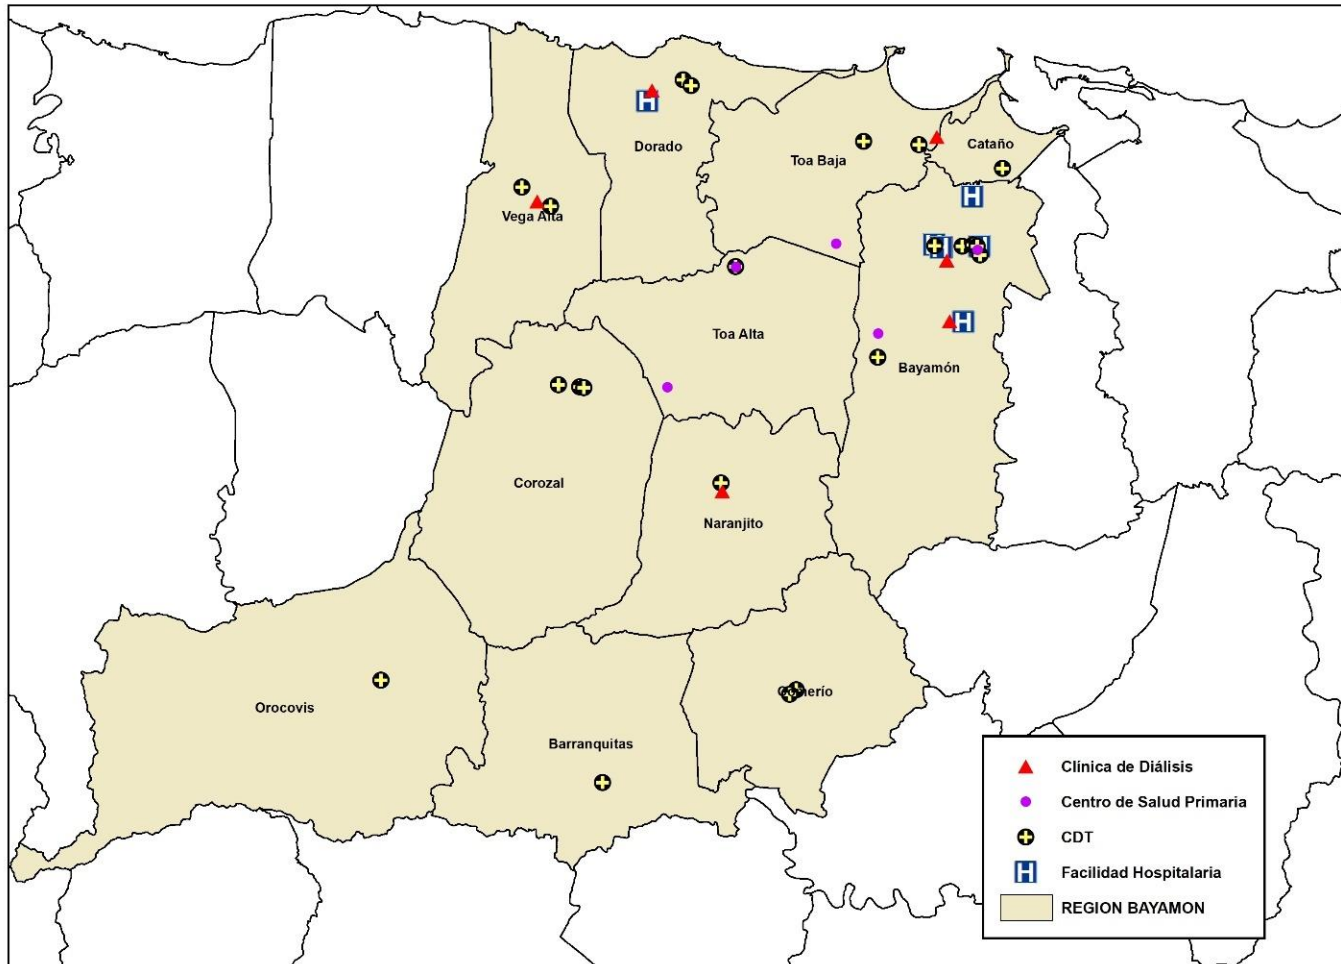 Dorado
Toa Baja
Cataño
Vega Alta
Toa Alta
Bayamón
Corozal
Naranjito
Orocovis
Barranquitas
Comerío
Clínica de Diálisis
Centro de Salud Primaria
CDT
H Facilidad Hospitalaria
REGION BAYAMON